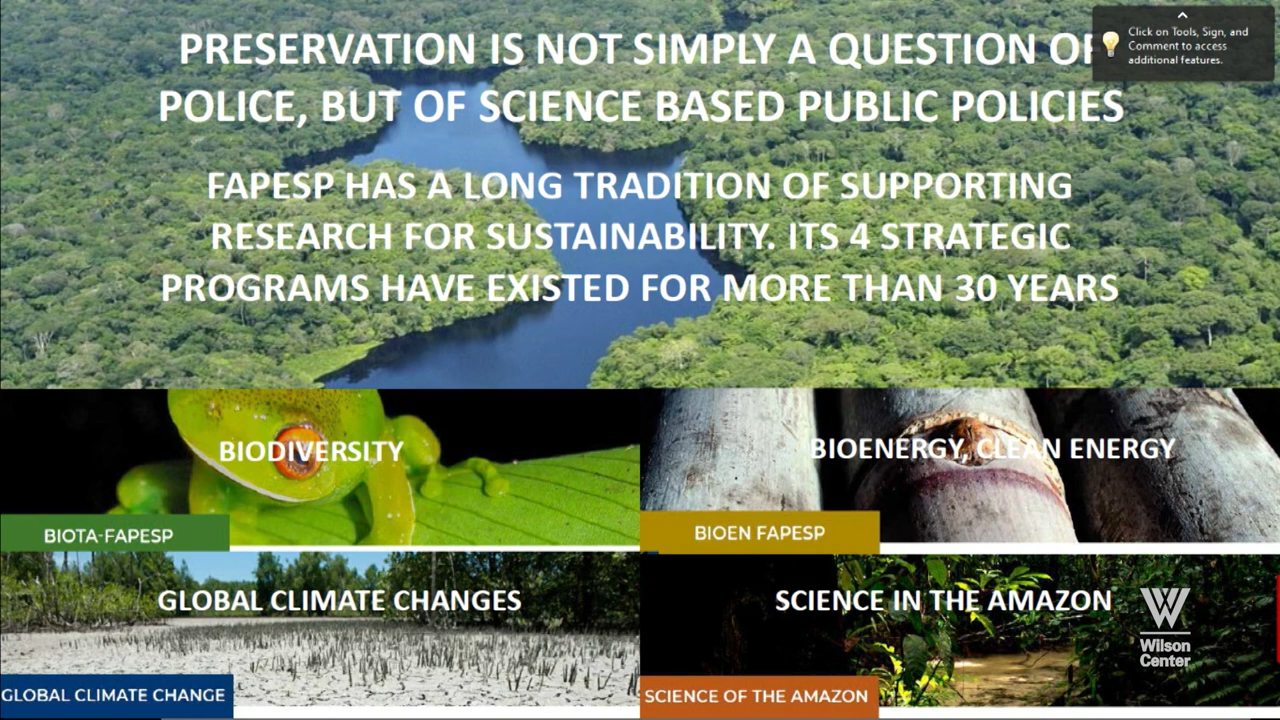 PRESERVATION IS NOT SIMPLY A QUESTION OF
POLICE, BUT OF SCIENCE BASED PUBLIC POLICIES
Click on Tools, Sign, and
Comment to access
additional features.
FAPESP HAS A LONG TRADITION OF SUPPORTING
RESEARCH FOR SUSTAINABILITY. ITS 4 STRATEGIC
PROGRAMS HAVE EXISTED FOR MORE THAN 30 YEARS
BIODIVERSITY
BIOTA-FAPESP
BIOENERGY, CLEAN ENERGY
BIOEN FAPESP
GLOBAL CLIMATE CHANGES
GLOBAL CLIMATE CHANGE
SCIENCE IN THE AMAZON
SCIENCE OF THE AMAZON
Wilson
Center